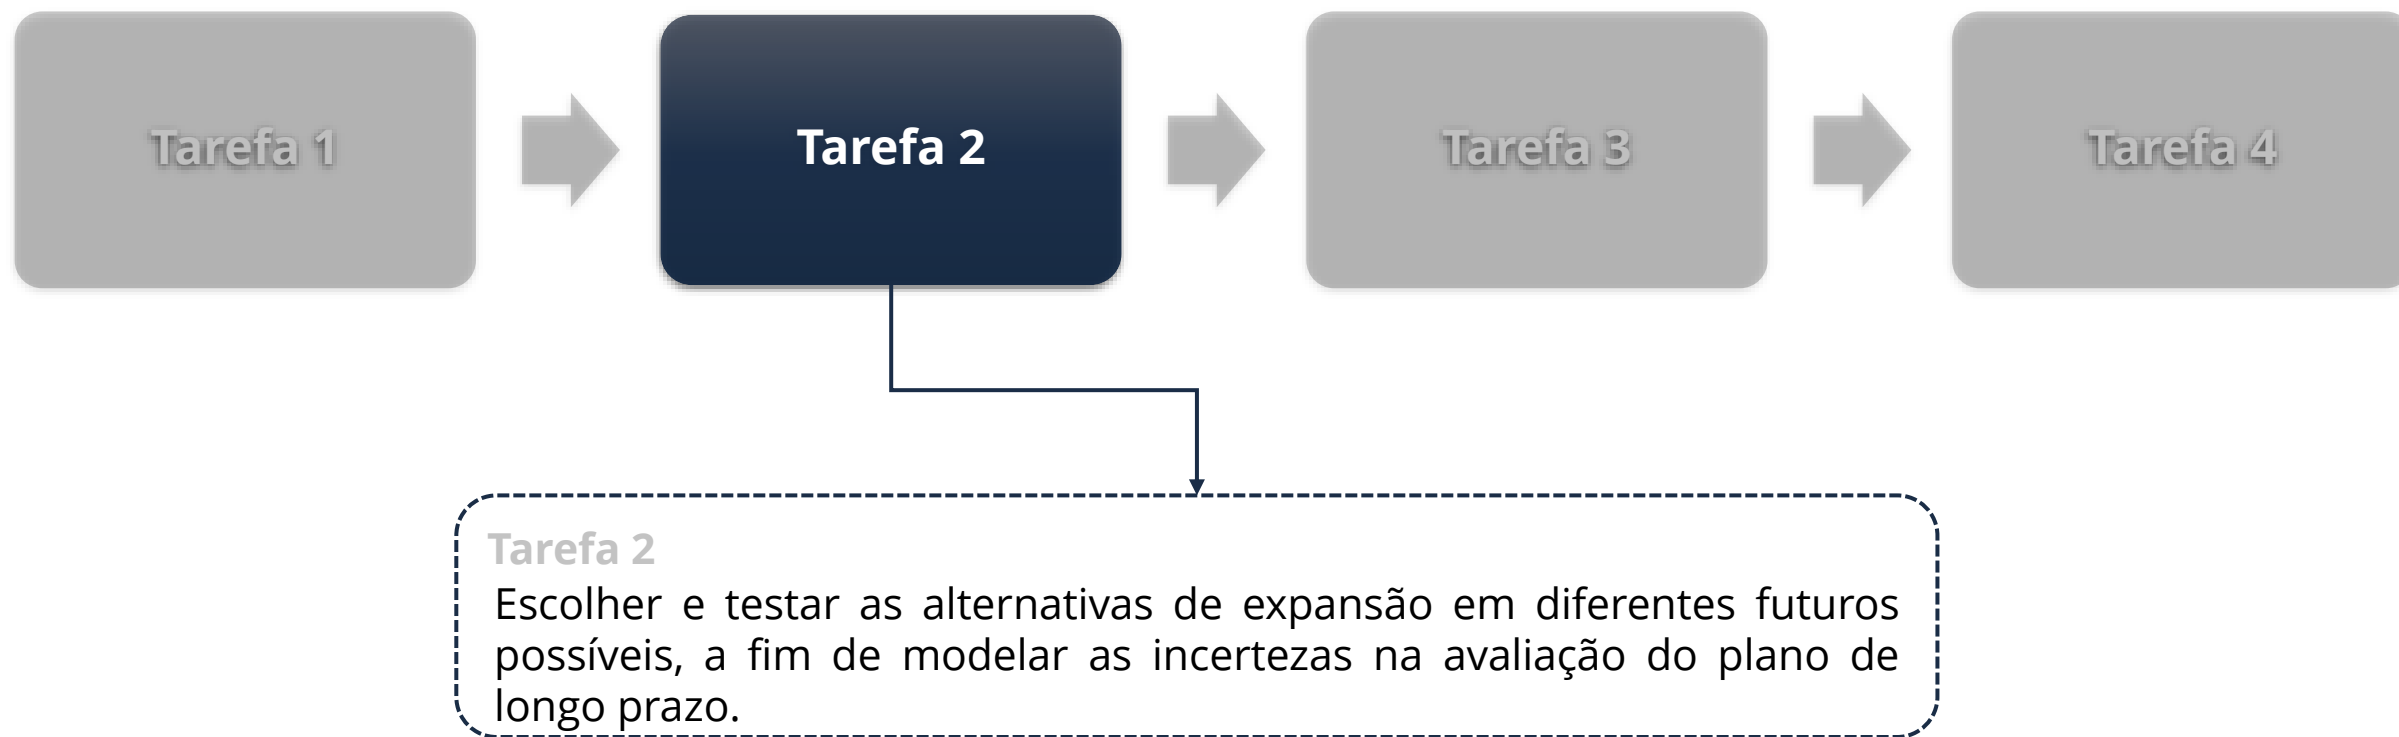 Tarefa 1
Tarefa 2
Tarefa 3
Tarefa 4
Tarefa 2
Escolher e testar as alternativas de expansão em diferentes futuros
possíveis, a fim de modelar as incertezas na avaliação do plano de
longo prazo.